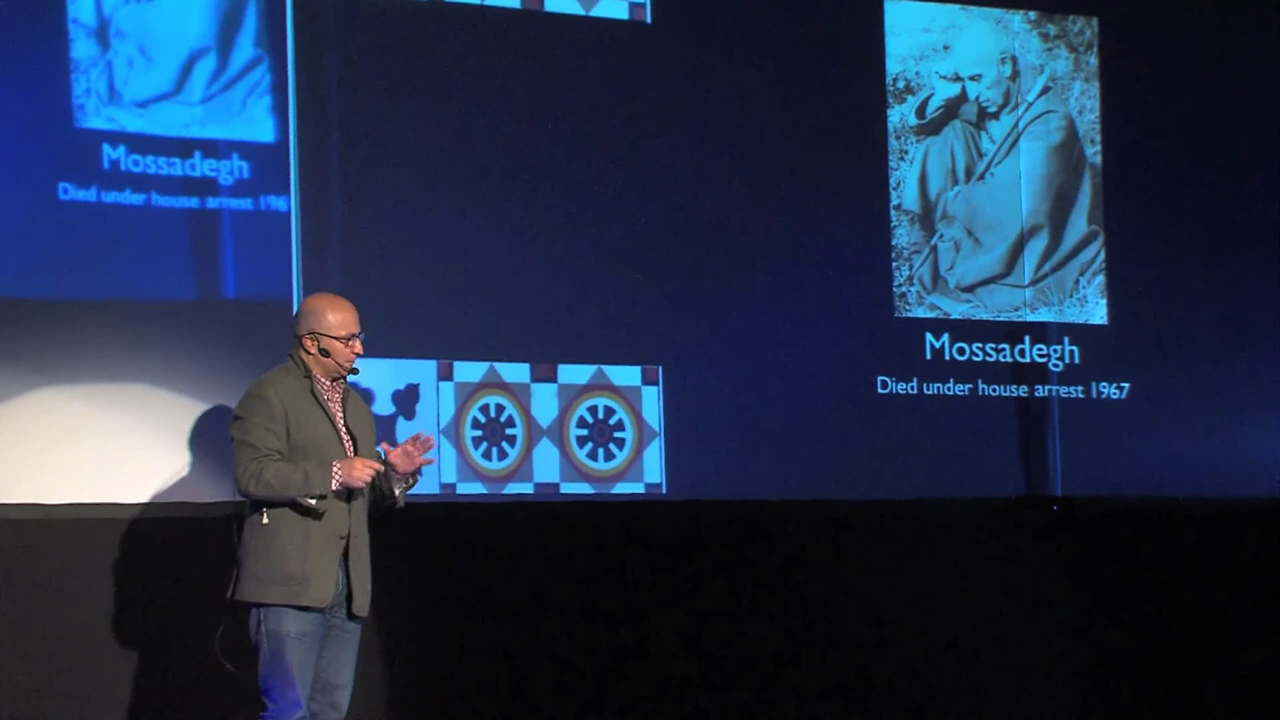 Mossadegh
Died under house arrest 196
Mossadegh
Died under house arrest 1967